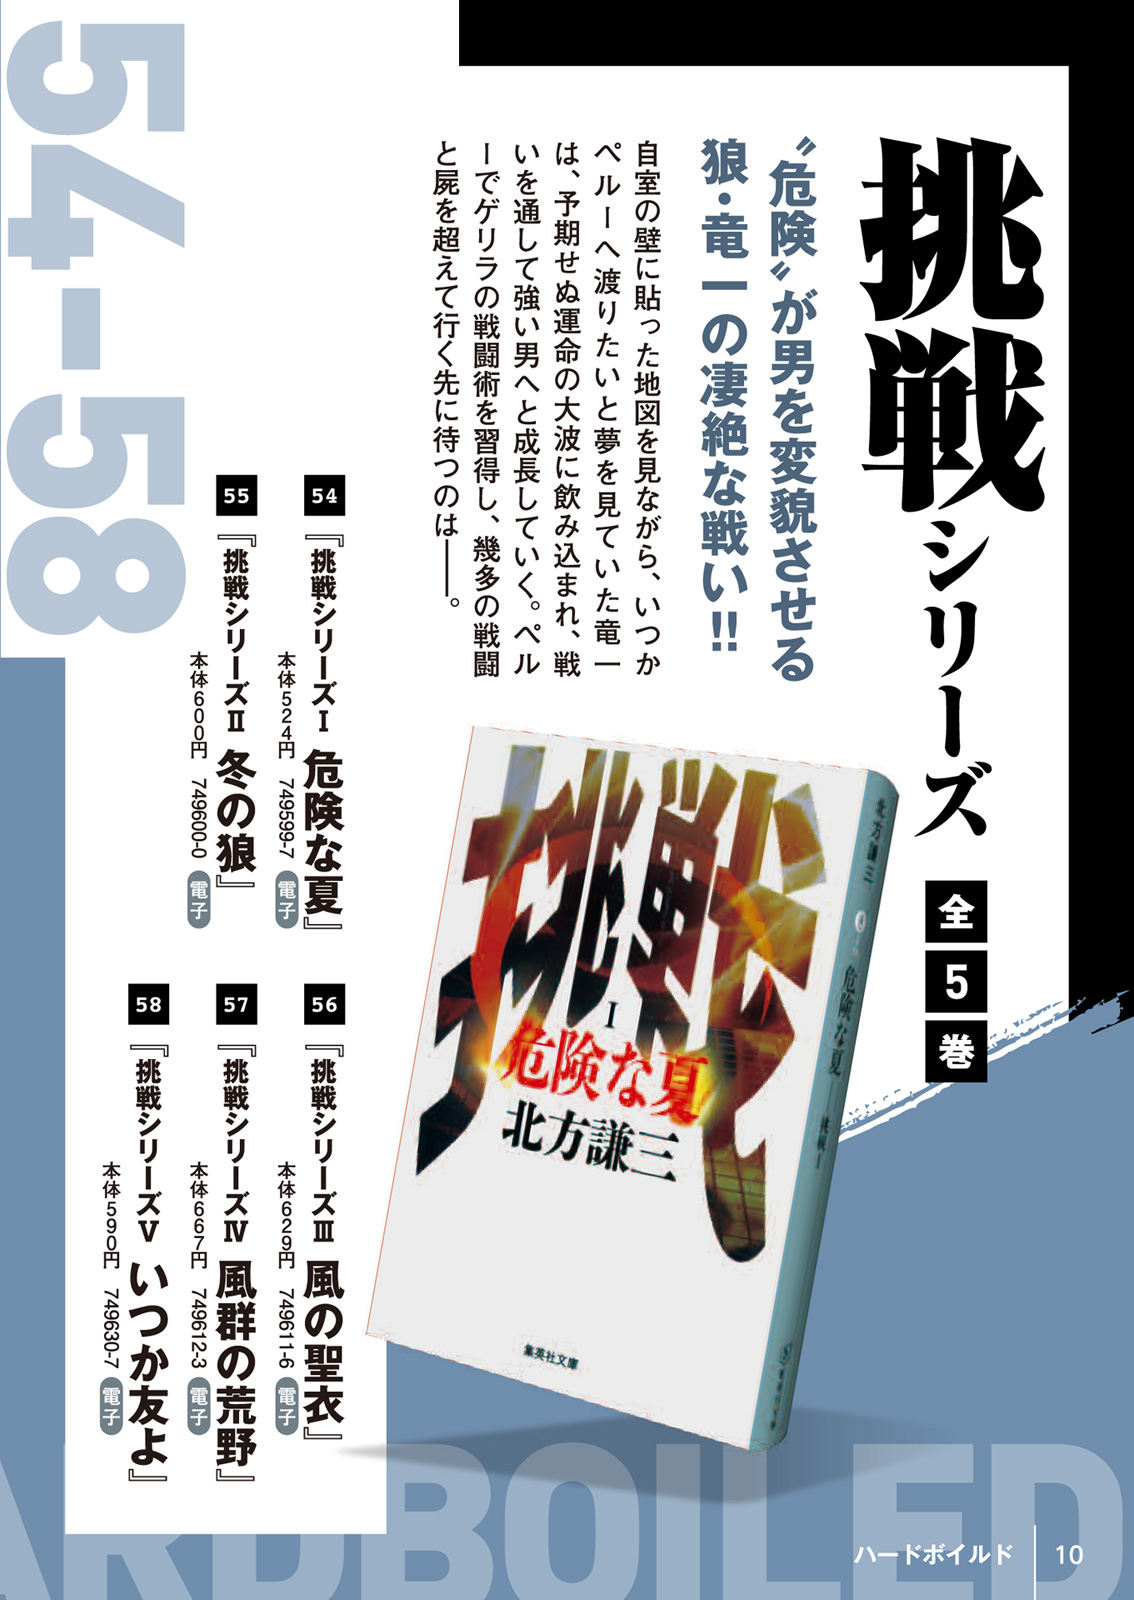 挑戦シリーズ 全5巻
〝危険〟が男を変貌させる
狼・竜一の凄絶な戦い!!
自室の壁に貼った地図を見ながら、いつか
ペルーへ渡りたいと夢を見ていた竜一
は、予期せぬ運命の大波に飲み込まれ、戦
いを通して強い男へと成長していく。ペル
ーでゲリラの戦闘術を習得し、幾多の戦闘
と屍を超えて行く先に待つのは——。
挑戦
I
危険な夏
北方謙三
集英社文庫
北方謙三 危険な夏 挑戦I
54 『挑戦シリーズⅠ 危険な夏』
本体524円 749599-7 電子
55 『挑戦シリーズⅡ 冬の狼』
本体600円 749600-0 電子
56 『挑戦シリーズⅢ 風の聖衣』
本体629円 749611-6 電子
57 『挑戦シリーズⅣ 風群の荒野』
本体667円 749612-3 電子
58 『挑戦シリーズⅤ いつか友よ』
本体590円 749630-7 電子
54-58
ARDBOILED
ハードボイルド 10